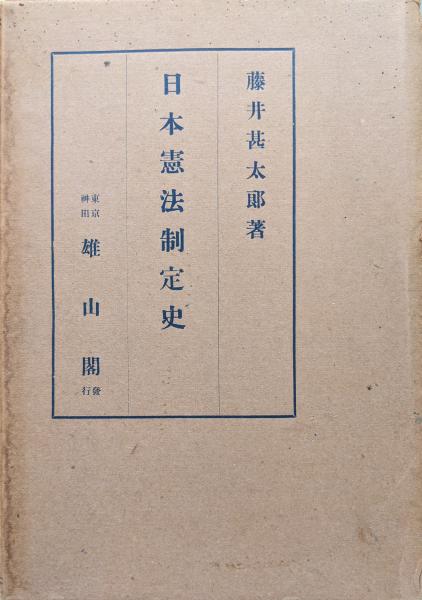 藤井甚太郎著
日本憲法制定史
東京
神田
雄山閣
發行